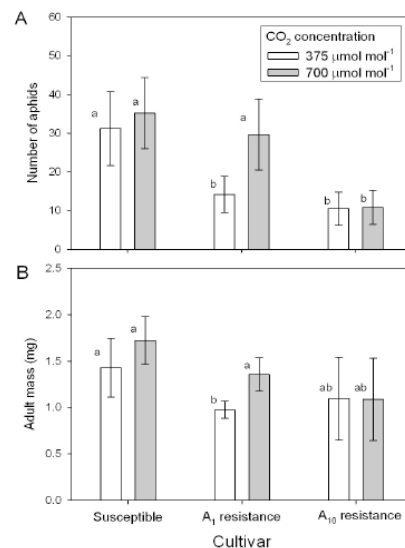 A
60
CO₂ concentration
375 μmol mol⁻¹
700 μmol mol⁻¹
50
40
30
20
10
0
Number of aphids
a
a
b
a
b
b
B
2.5
2.0
1.5
1.0
0.5
0.0
Adult mass (mg)
a
a
b
a
ab
ab
Susceptible
A₁ resistance
A₁₀ resistance
Cultivar